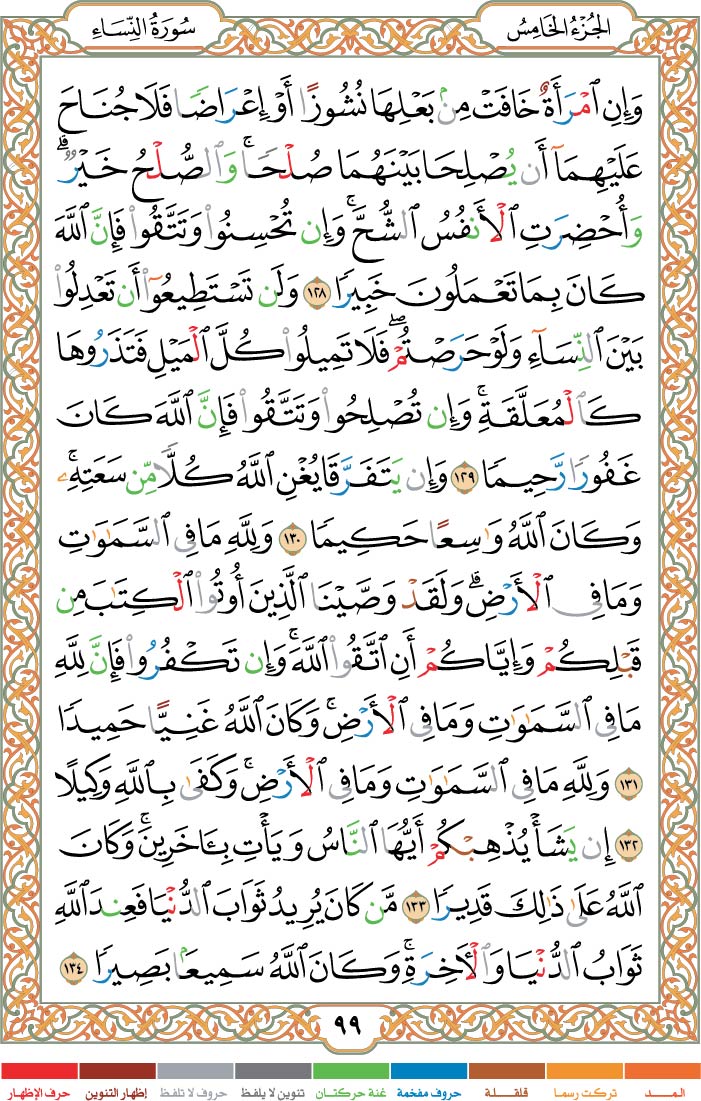 الجُزْءُ الخَامِسُ
سُورَةُ النِّسَاءِ
وَإِنِ ٱمْرَأَةٌ خَافَتْ مِنۢ بَعْلِهَا نُشُوزًا أَوْ إِعْرَاضًا فَلَا جُنَاحَ
عَلَيْهِمَآ أَن يُصْلِحَا بَيْنَهُمَا صُلْحًا ۚ وَٱلصُّلْحُ خَيْرٌ ۗ
وَأُحْضِرَتِ ٱلْأَنفُسُ ٱلشُّحَّ ۚ وَإِن تُحْسِنُوا۟ وَتَتَّقُوا۟ فَإِنَّ ٱللَّهَ
كَانَ بِمَا تَعْمَلُونَ خَبِيرًا ١٢٨ وَلَن تَسْتَطِيعُوٓا۟ أَن تَعْدِلُوا۟
بَيْنَ ٱلنِّسَآءِ وَلَوْ حَرَصْتُمْ ۖ فَلَا تَمِيلُوا۟ كُلَّ ٱلْمَيْلِ فَتَذَرُوهَا
كَٱلْمُعَلَّقَةِ ۚ وَإِن تُصْلِحُوا۟ وَتَتَّقُوا۟ فَإِنَّ ٱللَّهَ كَانَ
غَفُورًا رَّحِيمًا ١٢٩ وَإِن يَتَفَرَّقَا يُغْنِ ٱللَّهُ كُلًّا مِّن سَعَتِهِۦ ۚ
وَكَانَ ٱللَّهُ وَٰسِعًا حَكِيمًا ١٣٠ وَلِلَّهِ مَا فِى ٱلسَّمَٰوَٰتِ
وَمَا فِى ٱلْأَرْضِ ۗ وَلَقَدْ وَصَّيْنَا ٱلَّذِينَ أُوتُوا۟ ٱلْكِتَٰبَ مِن
قَبْلِكُمْ وَإِيَّاكُمْ أَنِ ٱتَّقُوا۟ ٱللَّهَ ۚ وَإِن تَكْفُرُوا۟ فَإِنَّ لِلَّهِ
مَا فِى ٱلسَّمَٰوَٰتِ وَمَا فِى ٱلْأَرْضِ ۚ وَكَانَ ٱللَّهُ غَنِيًّا حَمِيدًا
١٣١ وَلِلَّهِ مَا فِى ٱلسَّمَٰوَٰتِ وَمَا فِى ٱلْأَرْضِ ۚ وَكَفَىٰ بِٱللَّهِ وَكِيلًا
١٣٢ إِن يَشَأْ يُذْهِبْكُمْ أَيُّهَا ٱلنَّاسُ وَيَأْتِ بِـَٔاخَرِينَ ۚ وَكَانَ
ٱللَّهُ عَلَىٰ ذَٰلِكَ قَدِيرًا ١٣٣ مَّن كَانَ يُرِيدُ ثَوَابَ ٱلدُّنْيَا فَعِندَ ٱللَّهِ
ثَوَابُ ٱلدُّنْيَا وَٱلْـَٔاخِرَةِ ۚ وَكَانَ ٱللَّهُ سَمِيعًۢا بَصِيرًا ١٣٤
٩٩
المــد تركت رسما قلقلة حروف مفخمة غنة حركتان تنوين لا يلفظ حروف لا تلفظ إظهار التنوين حرف الإظهار